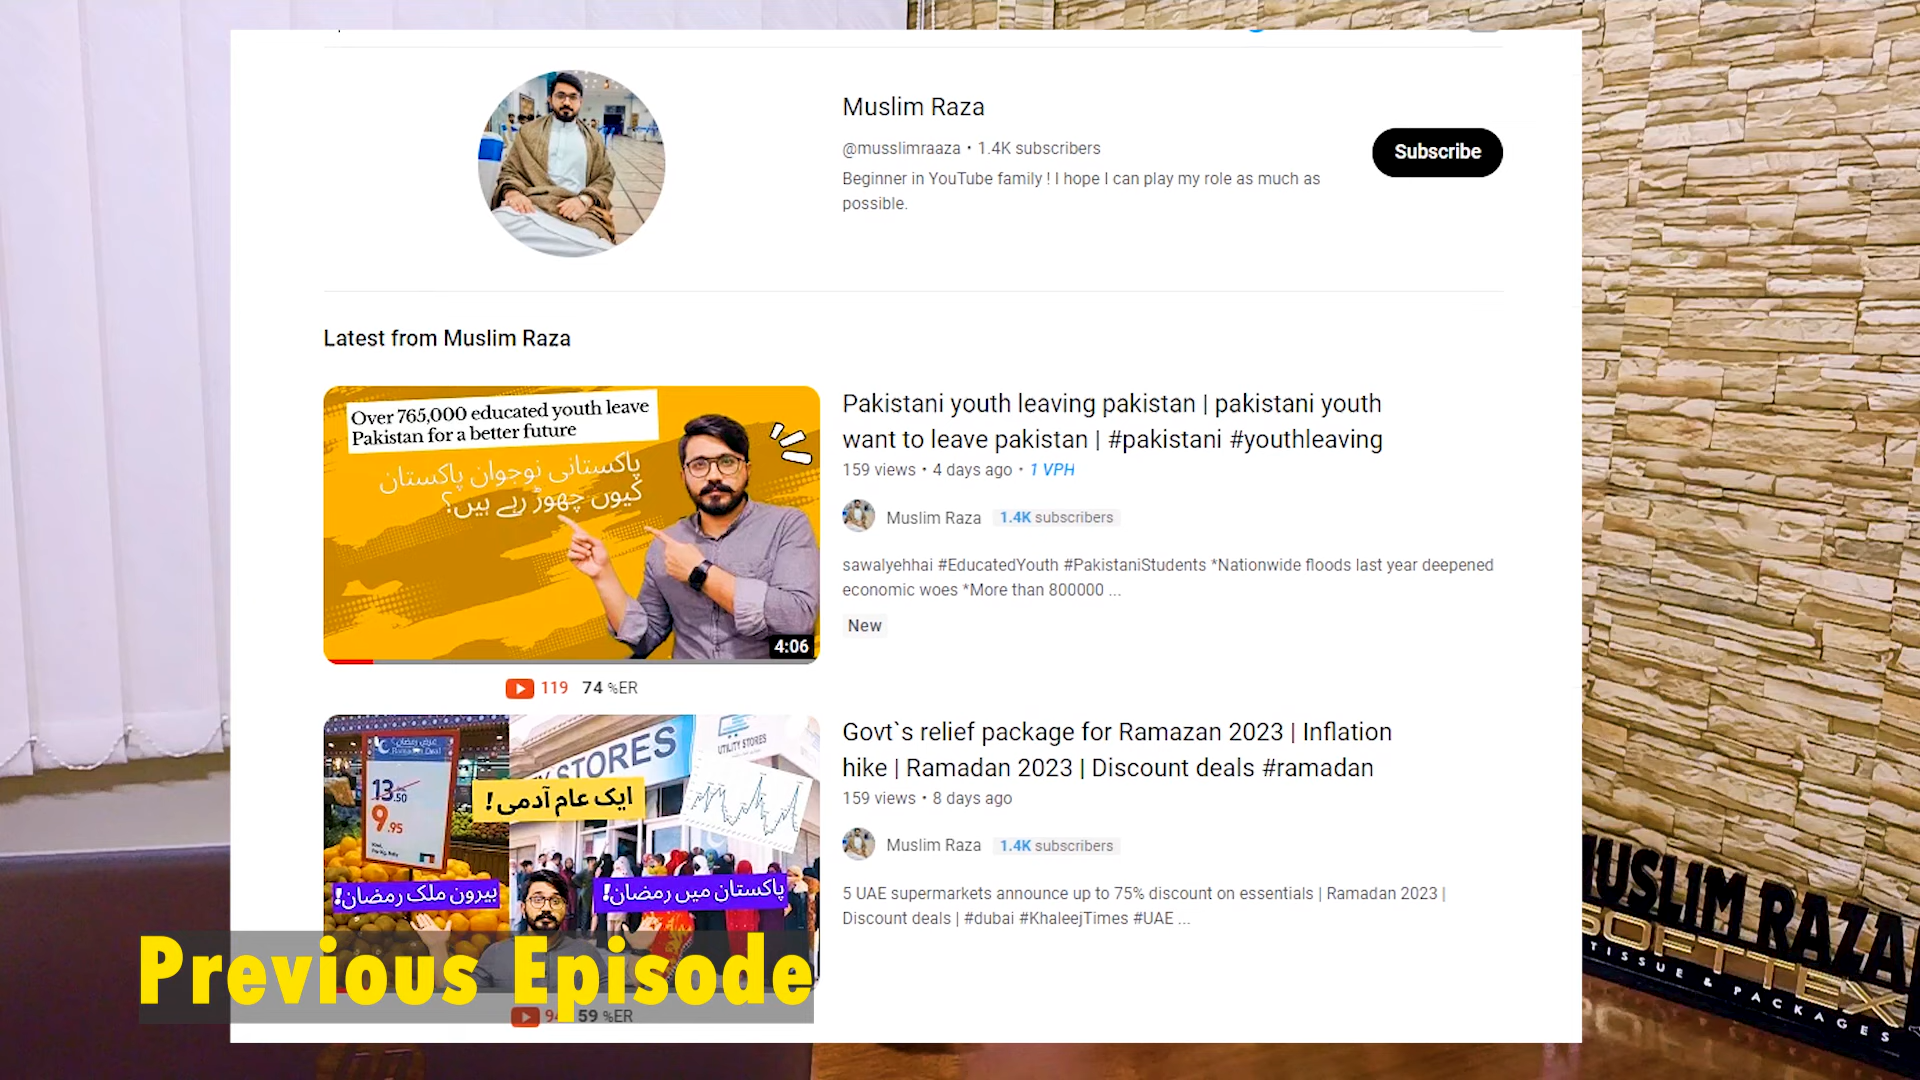 Muslim Raza
@musslimraaza • 1.4K subscribers
Beginner in YouTube family ! I hope I can play my role as much as
possible.
Subscribe
Latest from Muslim Raza
Over 765,000 educated youth leave
Pakistan for a better future
پاکستانی نوجوان پاکستان
کیوں چھوڑ رہے ہیں؟
4:06
119 74 %ER
Pakistani youth leaving pakistan | pakistani youth
want to leave pakistan | #pakistani #youthleaving
159 views • 4 days ago • 1 VPH
Muslim Raza 1.4K subscribers
sawalyehhai #EducatedYouth #PakistaniStudents *Nationwide floods last year deepened
economic woes *More than 800000 ...
New
عرض رمضان
Ramadan Deal
13.50
9.95
STORES
UTILITY STORES
ایک عام آدمی!
بیرون ملک رمضان!
پاکستان میں رمضان!
59 %ER
Govt`s relief package for Ramazan 2023 | Inflation
hike | Ramadan 2023 | Discount deals #ramadan
159 views • 8 days ago
Muslim Raza 1.4K subscribers
5 UAE supermarkets announce up to 75% discount on essentials | Ramadan 2023 |
Discount deals | #dubai #KhaleejTimes #UAE ...
Previous Episode
MUSLIM RAZA
SOFTTEX
TISSUE & PACKAGES